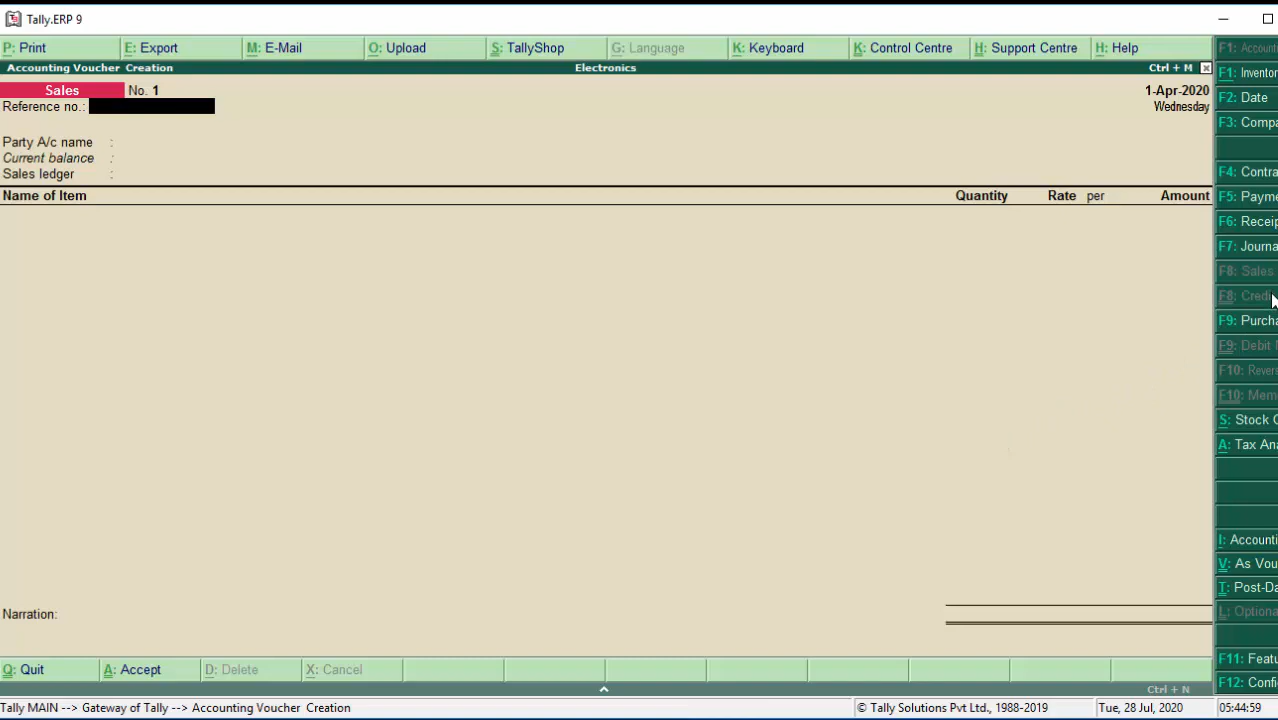 Tally.ERP 9
P: Print E: Export M: E-Mail O: Upload S: TallyShop G: Language K: Keyboard K: Control Centre H: Support Centre H: Help
Accounting Voucher Creation Electronics Ctrl + M
Sales No. 1 1-Apr-2020
Reference no.: Wednesday
Party A/c name :
Current balance :
Sales ledger :
Name of Item Quantity Rate per Amount
Narration:
Q: Quit A: Accept D: Delete X: Cancel
Ctrl + N
Tally MAIN --> Gateway of Tally --> Accounting Voucher Creation © Tally Solutions Pvt Ltd., 1988-2019 Tue, 28 Jul, 2020 05:44:59
F1: Accoun
F1: Inventor
F2: Date
F3: Compa
F4: Contra
F5: Payme
F6: Receip
F7: Journa
F8: Sales
F8: Credi
F9: Purcha
F9: Debit
F10: Revers
F10: Mem
S: Stock
A: Tax Ana
I: Accounti
V: As Vou
T: Post-Da
L: Optiona
F11: Featu
F12: Confi